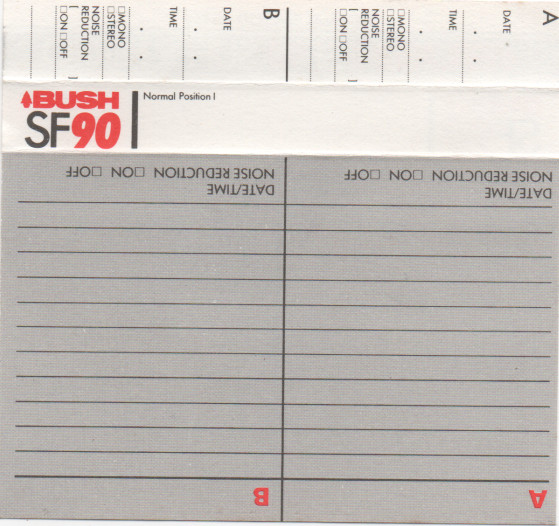 A
DATE
TIME
□MONO
□STEREO
NOISE
REDUCTION
[ ]
□ON □OFF
B
DATE
TIME
□MONO
□STEREO
NOISE
REDUCTION
[ ]
□ON □OFF
BUSH
SF90
Normal Position I
A
B
DATE/TIME
NOISE REDUCTION □ ON □ OFF
DATE/TIME
NOISE REDUCTION □ ON □ OFF